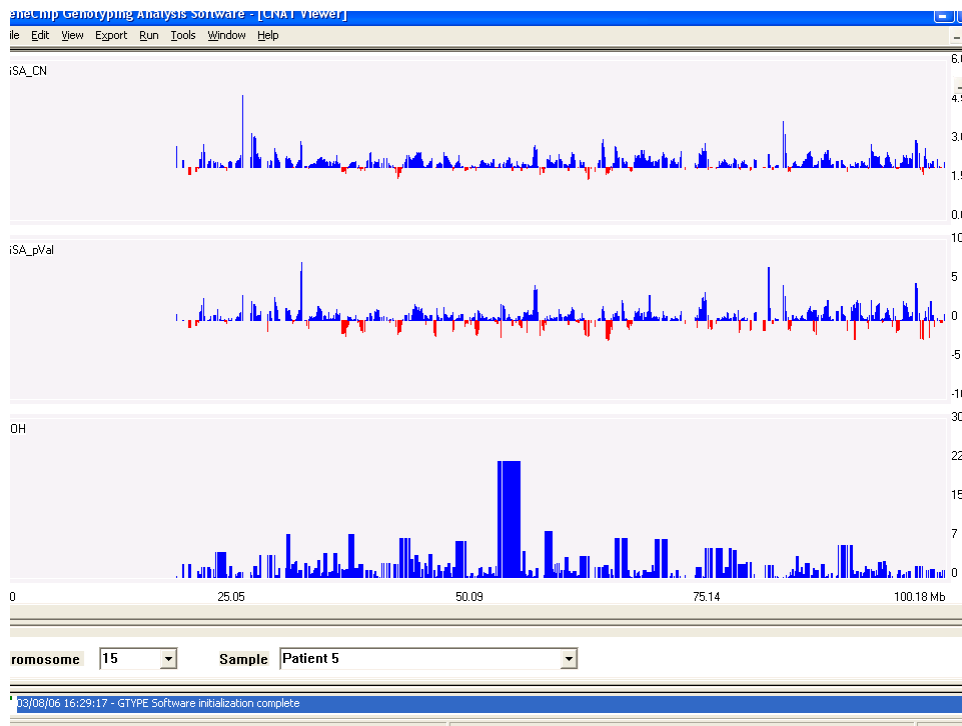 eneChip Genotyping Analysis Software - [CNAT Viewer]
ile Edit View Export Run Tools Window Help
SA_CN
6.0
4.5
3.0
1.5
0.0
SA_pVal
10
5
0
-5
-10
OH
30
22
15
7
0
0 25.05 50.09 75.14 100.18 Mb
romosome 15 Sample Patient 5
03/08/06 16:29:17 - GTYPE Software initialization complete